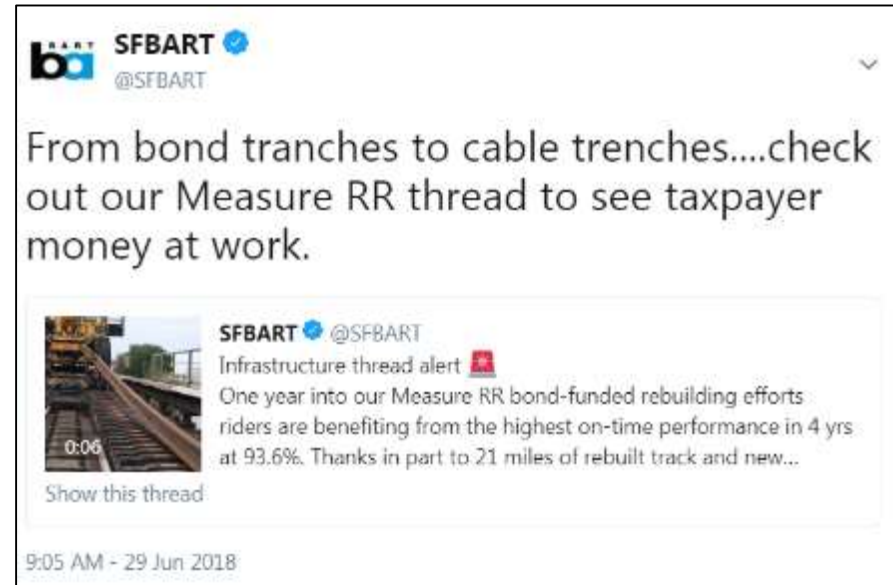 BART
ba
SFBART
@SFBART
From bond tranches to cable trenches....check
out our Measure RR thread to see taxpayer
money at work.
0:06
SFBART @SFBART
Infrastructure thread alert 🚨
One year into our Measure RR bond-funded rebuilding efforts
riders are benefiting from the highest on-time performance in 4 yrs
at 93.6%. Thanks in part to 21 miles of rebuilt track and new...
Show this thread
9:05 AM - 29 Jun 2018